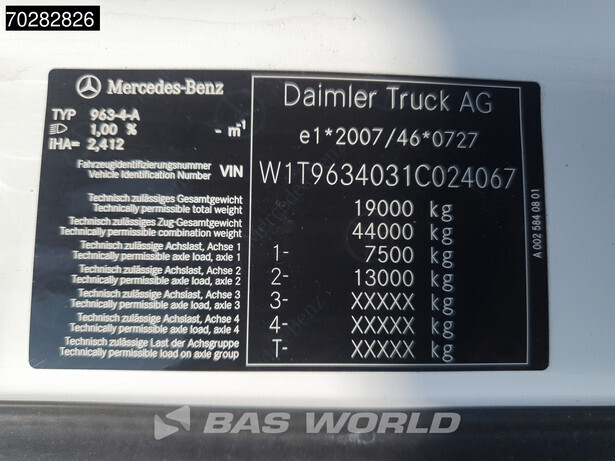 70282826
Mercedes-Benz
TYP 963-4-A
1,00 % - m⁻¹
iHA= 2,412
Fahrzeugidentifizierungsnummer
Vehicle Identification Number VIN
Technisch zulässiges Gesamtgewicht
Technically permissible total weight
Technisch zulässiges Zug-Gesamtgewicht
Technically permissible combination weight
Technisch zulässige Achslast, Achse 1
Technically permissible axle load, axle 1
Technisch zulässige Achslast, Achse 2
Technically permissible axle load, axle 2
Technisch zulässige Achslast, Achse 3
Technically permissible axle load, axle 3
Technisch zulässige Achslast, Achse 4
Technically permissible axle load, axle 4
Technisch zulässige Last der Achsgruppe
Technically permissible load on axle group
Daimler Truck AG
e1*2007/46*0727
W1T9634031C024067
19000 kg
44000 kg
1- 7500 kg
2- 13000 kg
3- XXXXX kg
4- XXXXX kg
T- XXXXX kg
A 002 584 08 01
BAS WORLD